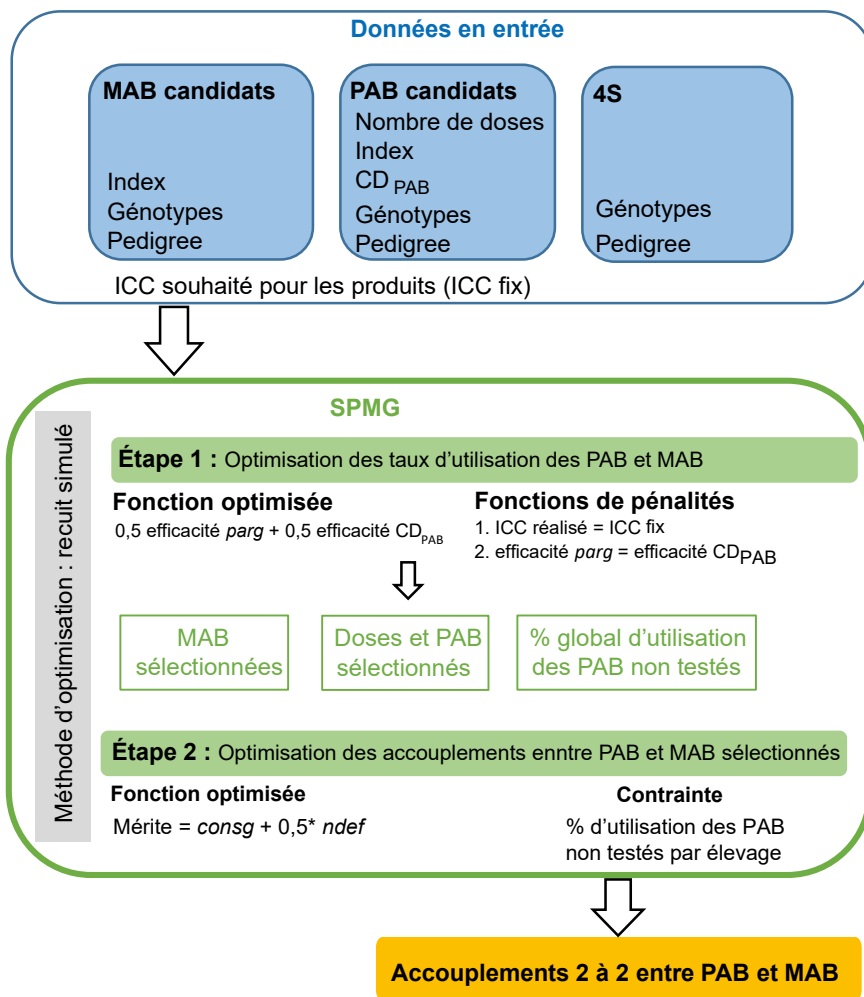 Données en entrée
MAB candidats
Index
Génotypes
Pedigree
PAB candidats
Nombre de doses
Index
CD PAB
Génotypes
Pedigree
4S
Génotypes
Pedigree
ICC souhaité pour les produits (ICC fix)
SPMG
Méthode d'optimisation : recuit simulé
Étape 1 : Optimisation des taux d'utilisation des PAB et MAB
Fonction optimisée
0,5 efficacité parg + 0,5 efficacité CDPAB
Fonctions de pénalités
1. ICC réalisé = ICC fix
2. efficacité parg = efficacité CDPAB
MAB
sélectionnées
Doses et PAB
sélectionnés
% global d'utilisation
des PAB non testés
Étape 2 : Optimisation des accouplements enntre PAB et MAB sélectionnés
Fonction optimisée
Mérite = consg + 0,5* ndef
Contrainte
% d'utilisation des PAB
non testés par élevage
Accouplements 2 à 2 entre PAB et MAB